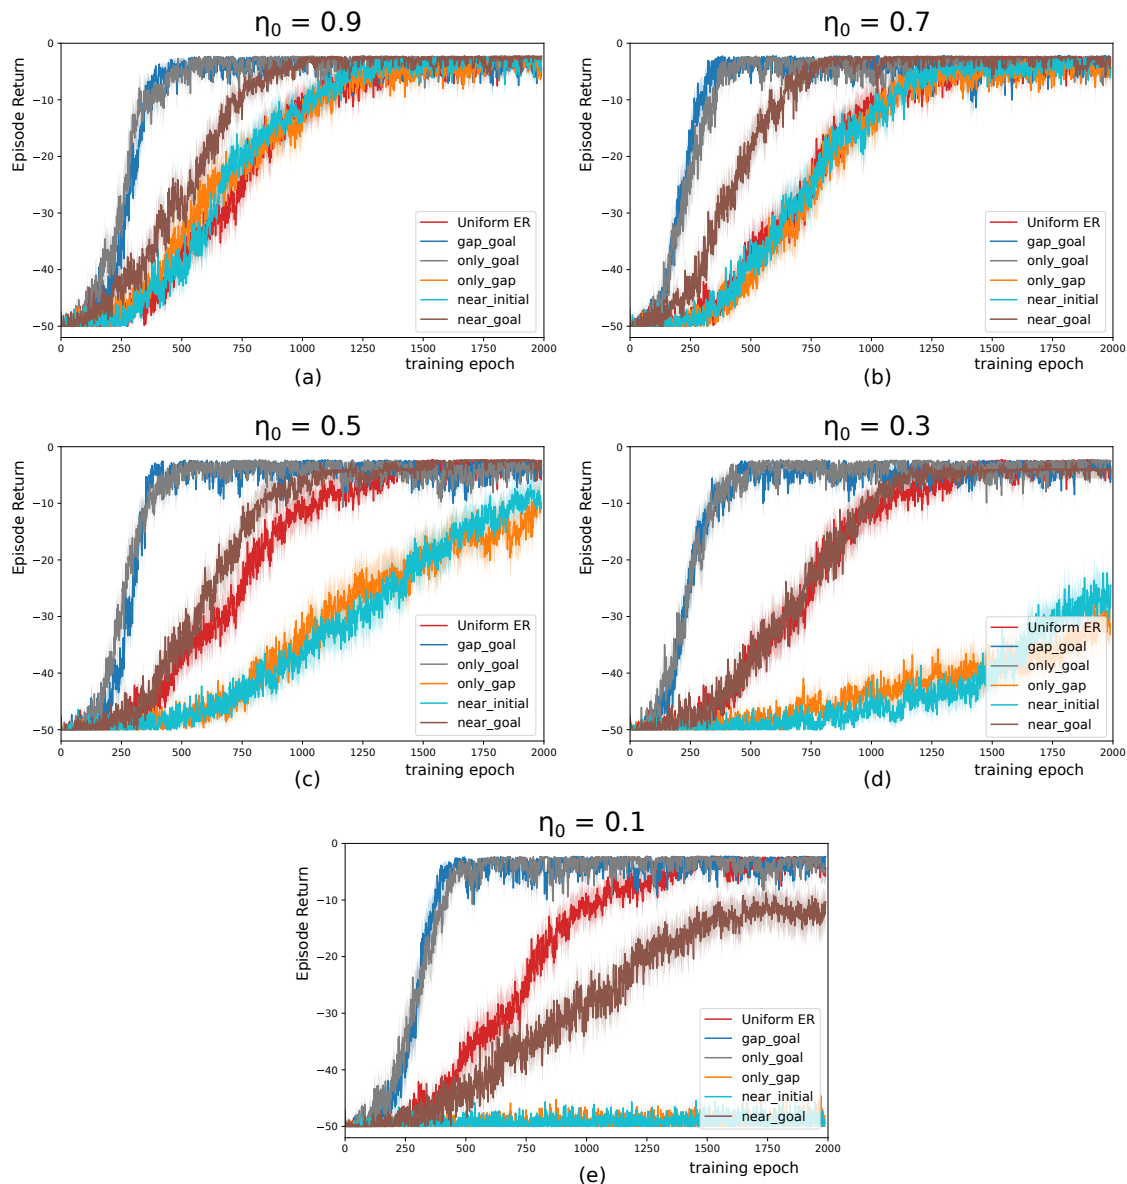 η₀ = 0.9
0
−10
−20
−30
−40
−50
Episode Return
Uniform ER
gap_goal
only_goal
only_gap
near_initial
near_goal
0 250 500 750 1000 1250 1500 1750 2000
training epoch
(a)
η₀ = 0.7
0
−10
−20
−30
−40
−50
Episode Return
Uniform ER
gap_goal
only_goal
only_gap
near_initial
near_goal
0 250 500 750 1000 1250 1500 1750 2000
training epoch
(b)
η₀ = 0.5
0
−10
−20
−30
−40
−50
Episode Return
Uniform ER
gap_goal
only_goal
only_gap
near_initial
near_goal
0 250 500 750 1000 1250 1500 1750 2000
training epoch
(c)
η₀ = 0.3
0
−10
−20
−30
−40
−50
Episode Return
Uniform ER
gap_goal
only_goal
only_gap
near_initial
near_goal
0 250 500 750 1000 1250 1500 1750 2000
training epoch
(d)
η₀ = 0.1
0
−10
−20
−30
−40
−50
Episode Return
Uniform ER
gap_goal
only_goal
only_gap
near_initial
near_goal
0 250 500 750 1000 1250 1500 1750 2000
training epoch
(e)